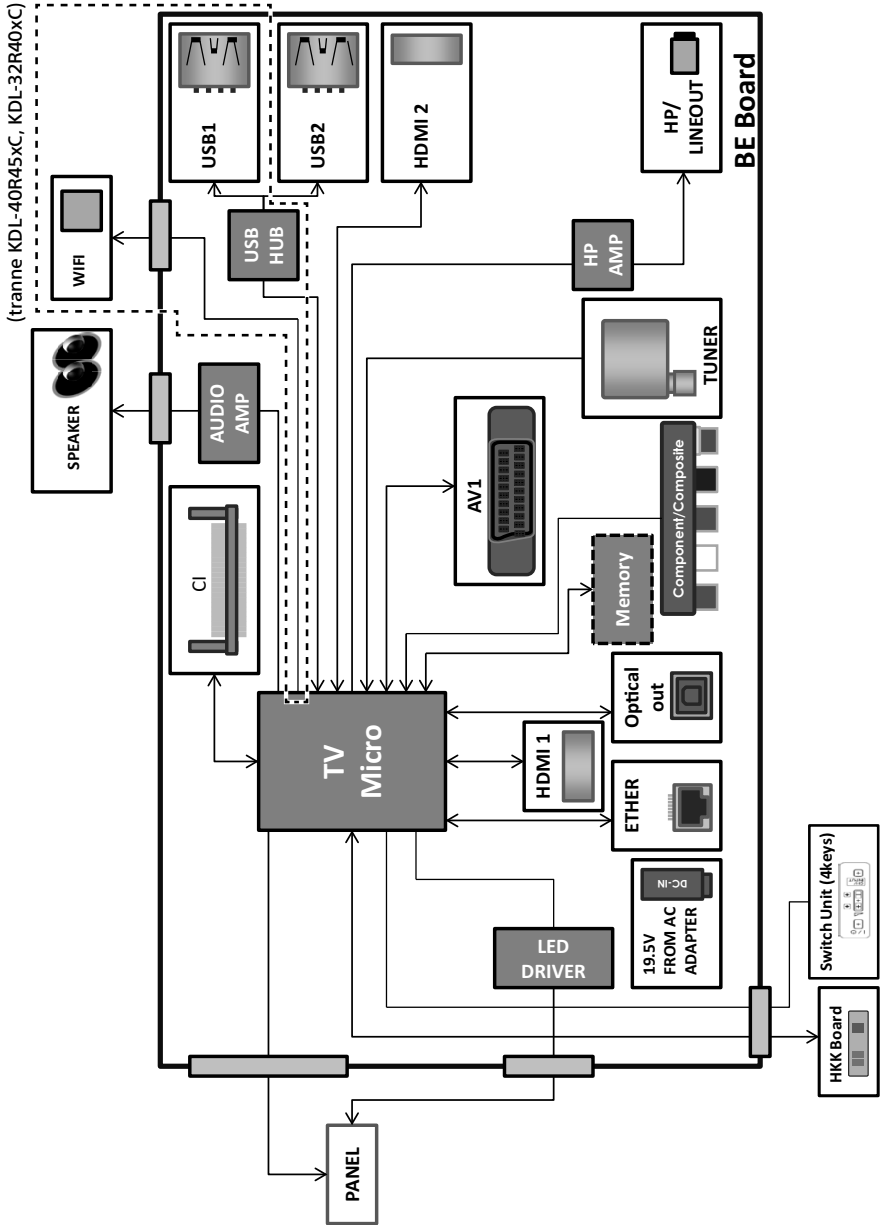 (tranne KDL-40R45xC, KDL-32R40xC)
WIFI
SPEAKER
USB1
USB2
HDMI 2
HP/
LINEOUT
BE Board
USB
HUB
HP
AMP
AUDIO
AMP
TUNER
CI
AV1
Component/Composite
Memory
TV
Micro
Optical
out
HDMI 1
ETHER
DC-IN
19.5V
FROM AC
ADAPTER
LED
DRIVER
Switch Unit (4keys)
HKK Board
PANEL